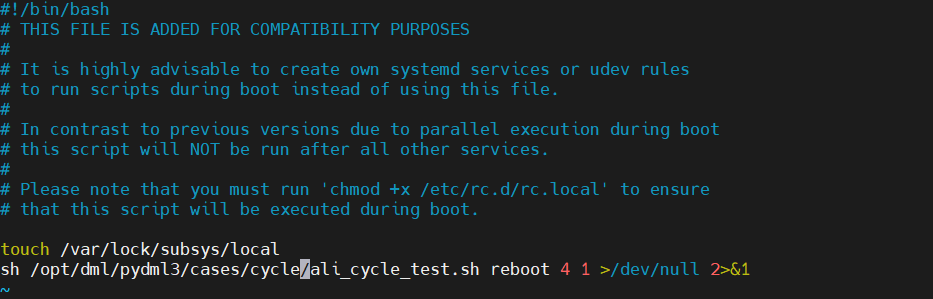 #!/bin/bash
# THIS FILE IS ADDED FOR COMPATIBILITY PURPOSES
#
# It is highly advisable to create own systemd services or udev rules
# to run scripts during boot instead of using this file.
#
# In contrast to previous versions due to parallel execution during boot
# this script will NOT be run after all other services.
#
# Please note that you must run 'chmod +x /etc/rc.d/rc.local' to ensure
# that this script will be executed during boot.

touch /var/lock/subsys/local
sh /opt/dml/pydml3/cases/cycle/ali_cycle_test.sh reboot 4 1 >/dev/null 2>&1
~